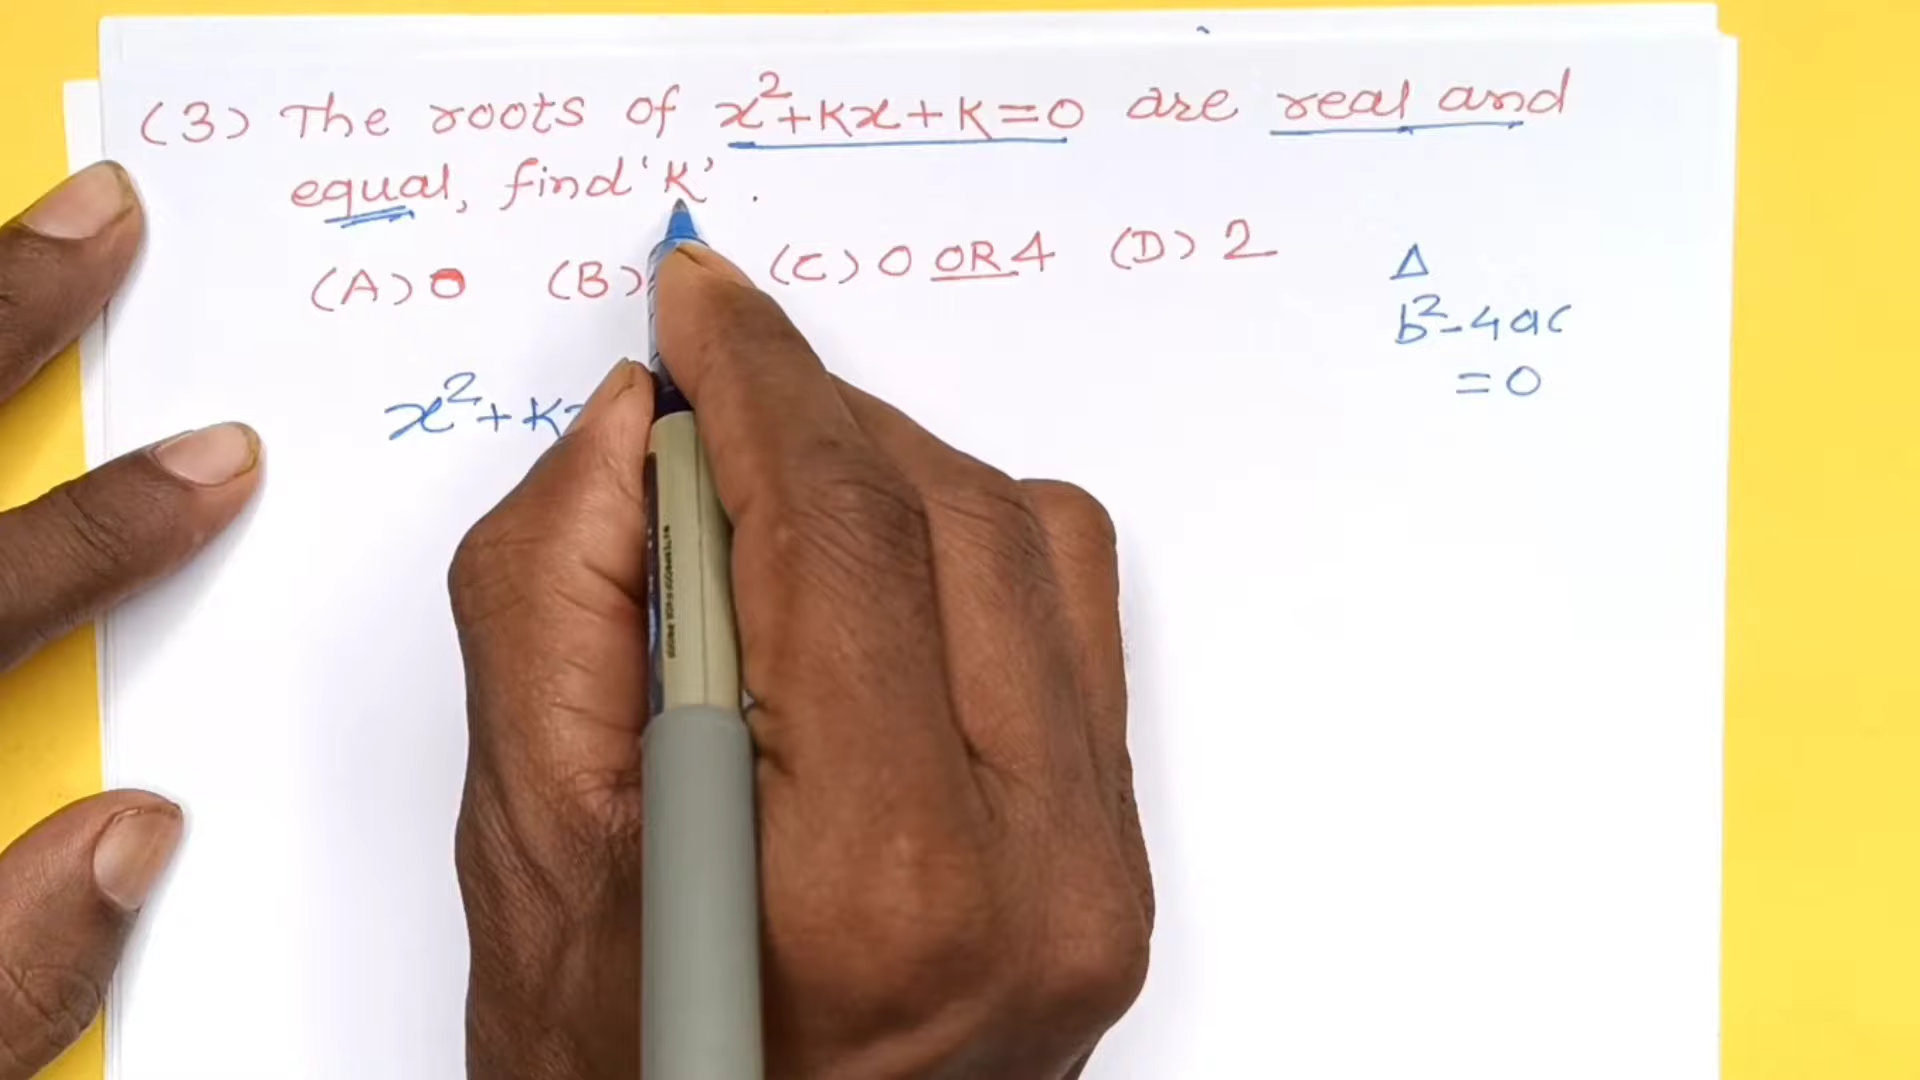 (3) The roots of x²+kx+k=0 are real and
equal, find 'k'.
(A) 0 (B) (C) 0 OR 4 (D) 2
Δ
b²-4ac
=0
x²+k